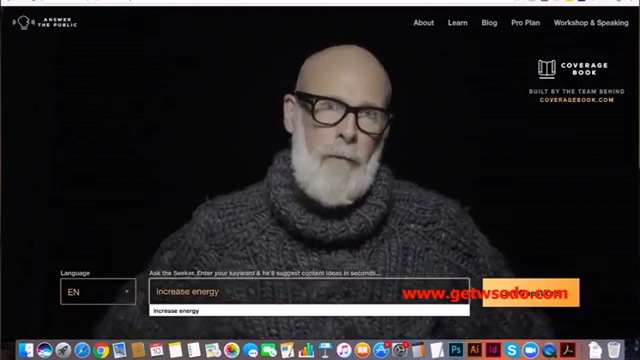 ANSWER
THE PUBLIC
About Learn Blog Pro Plan Workshop & Speaking
COVERAGE
BOOK
BUILT BY THE TEAM BEHIND
COVERAGEBOOK.COM
Language
Ask the Seeker. Enter your keyword & he'll suggest content ideas in seconds...
EN
increase energy
www.getwsodo.com
increase energy